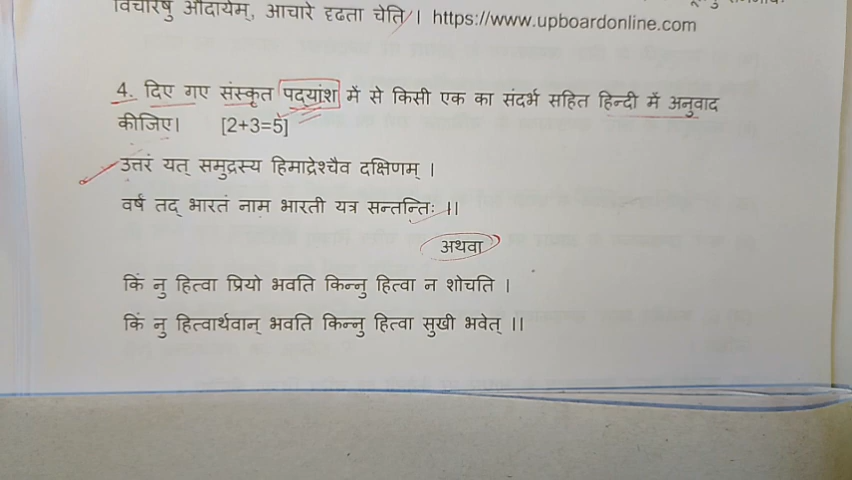 विचारेषु औदार्यम्, आचारे दृढता चेति । https://www.upboardonline.com
4. दिए गए संस्कृत पद्यांश में से किसी एक का संदर्भ सहित हिन्दी में अनुवाद
कीजिए। [2+3=5]
उत्तरं यत् समुद्रस्य हिमाद्रेश्चैव दक्षिणम् ।
वर्षं तद् भारतं नाम भारती यत्र सन्तन्तिः ।।
अथवा
किं नु हित्वा प्रियो भवति किन्नु हित्वा न शोचति ।
किं नु हित्वार्थवान् भवति किन्नु हित्वा सुखी भवेत् ।।